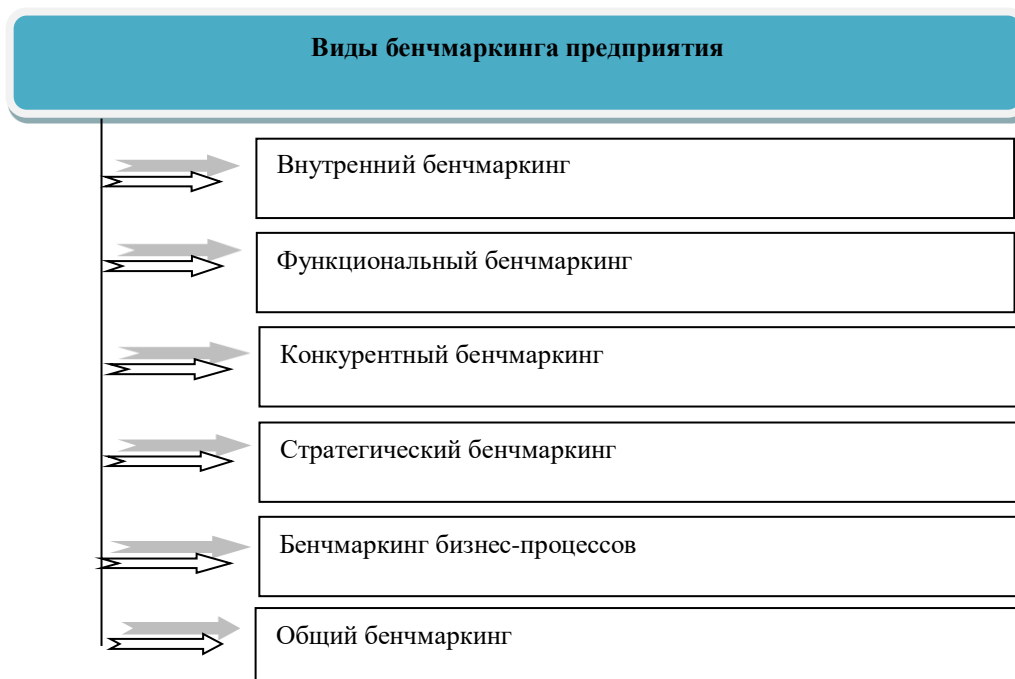 Виды бенчмаркинга предприятия
Внутренний бенчмаркинг
Функциональный бенчмаркинг
Конкурентный бенчмаркинг
Стратегический бенчмаркинг
Бенчмаркинг бизнес-процессов
Общий бенчмаркинг